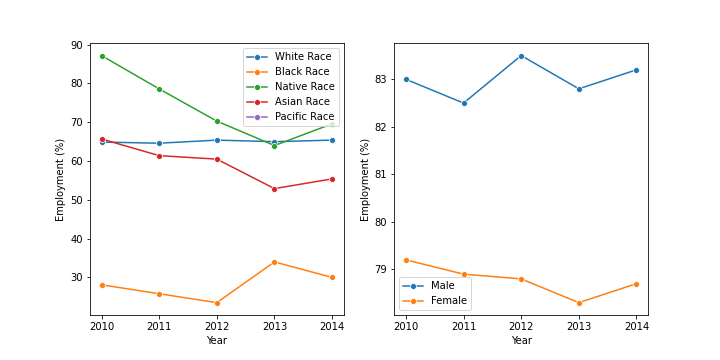 90
80
70
60
50
40
30
Employment (%)
2010 2011 2012 2013 2014
Year
White Race
Black Race
Native Race
Asian Race
Pacific Race
83
82
81
80
79
Employment (%)
2010 2011 2012 2013 2014
Year
Male
Female